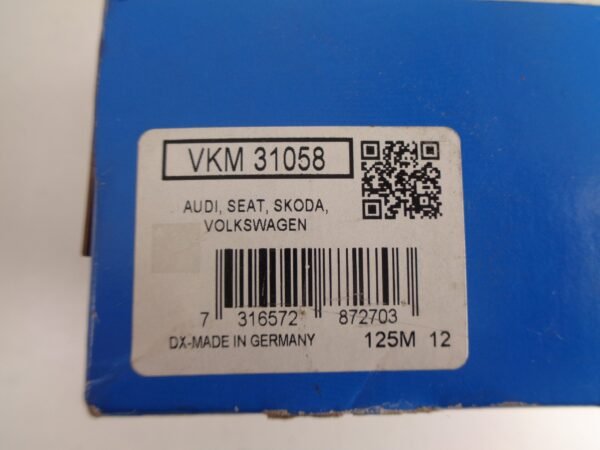 VKM 31058
AUDI, SEAT, SKODA,
VOLKSWAGEN
7 316572 872703
DX-MADE IN GERMANY 125M 12